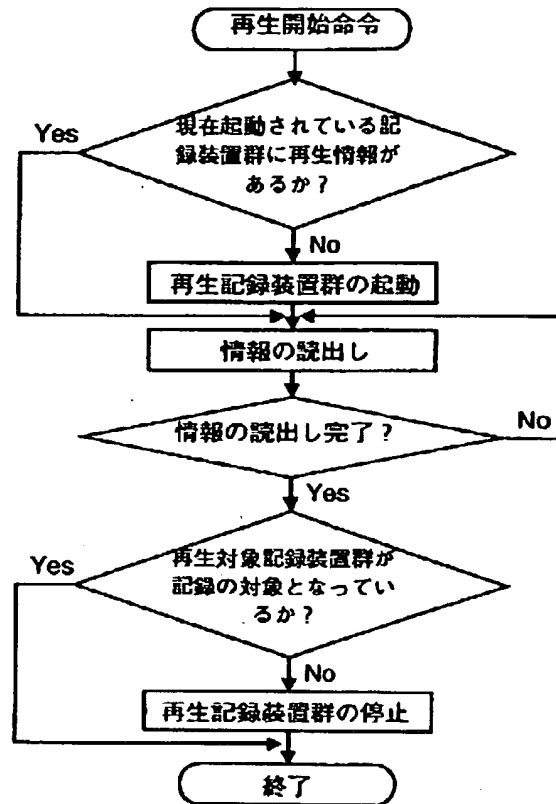 再生開始命令
Yes
現在起動されている記
録装置群に再生情報が
あるか？
No
再生記録装置群の起動
情報の読出し
情報の読出し完了？
No
Yes
Yes
再生対象記録装置群が
記録の対象となってい
るか？
No
再生記録装置群の停止
終了